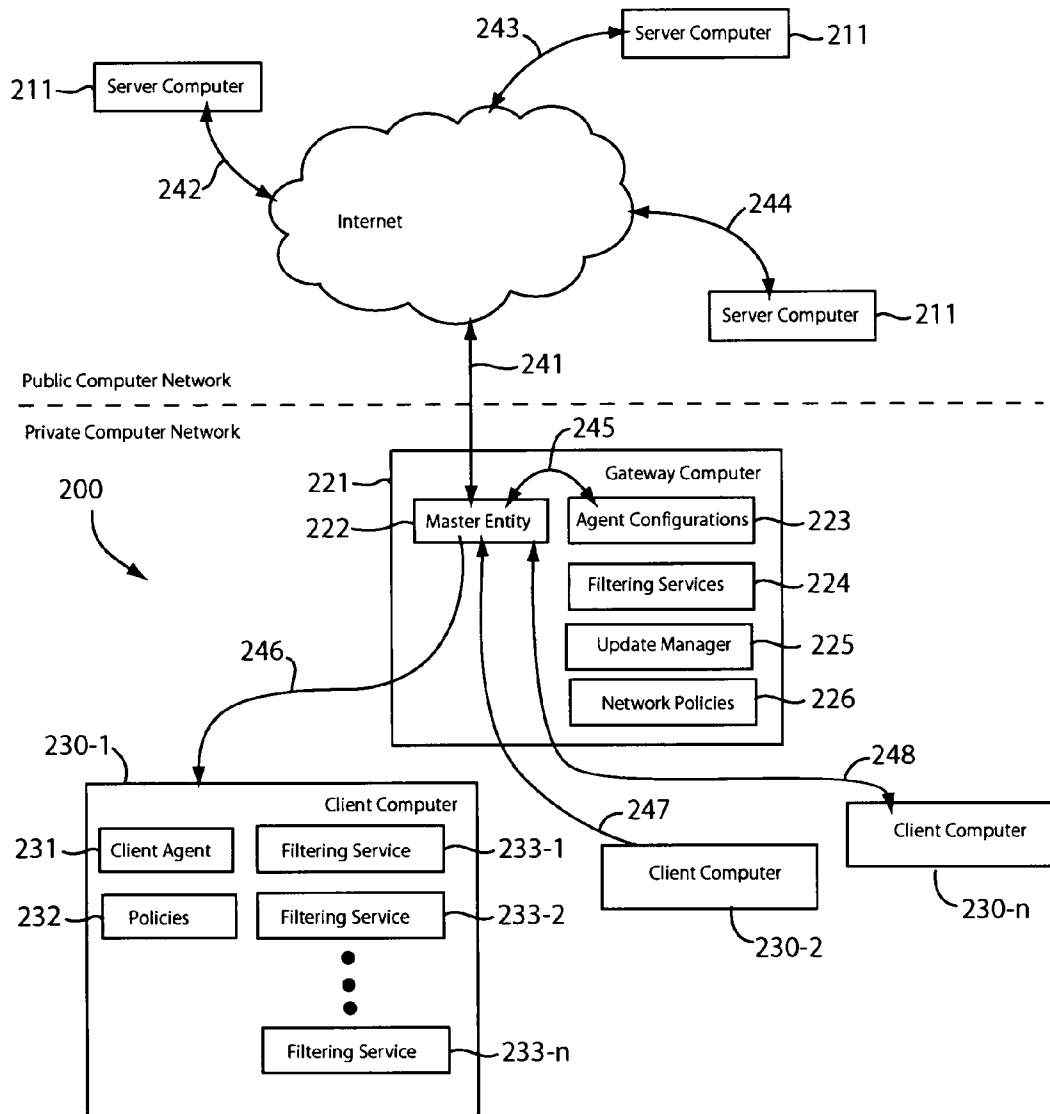 243
Server Computer
211
211
Server Computer
242
Internet
244
Server Computer
211
241
Public Computer Network
Private Computer Network
200
245
221
Gateway Computer
222
Master Entity
Agent Configurations
223
Filtering Services
224
Update Manager
225
Network Policies
226
246
230-1
Client Computer
231
Client Agent
Filtering Service
233-1
232
Policies
Filtering Service
233-2
Filtering Service
233-n
247
Client Computer
230-2
248
Client Computer
230-n